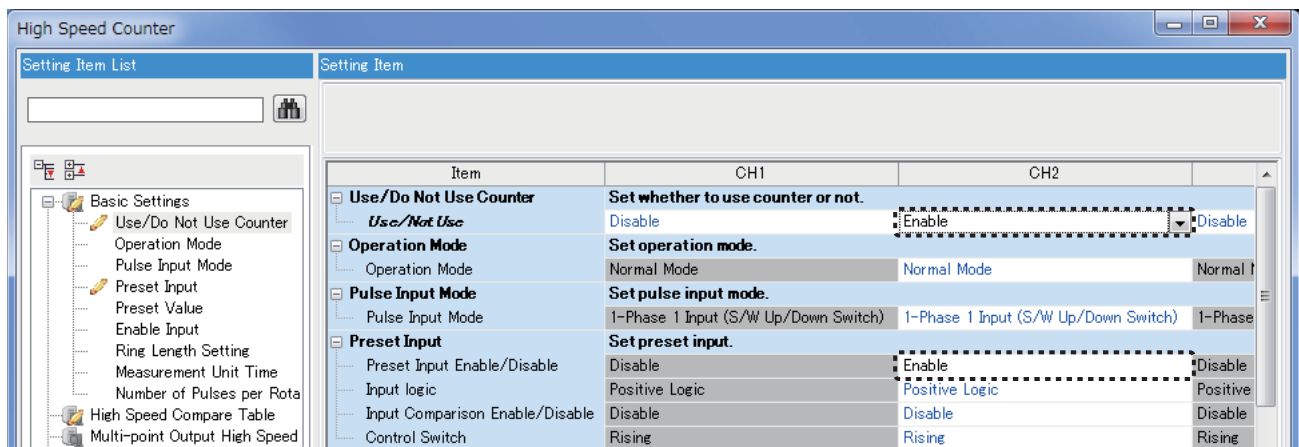 High Speed Counter
Setting Item List
Setting Item
Item CH1 CH2
Basic Settings
Use/Do Not Use Counter
Operation Mode
Pulse Input Mode
Preset Input
Preset Value
Enable Input
Ring Length Setting
Measurement Unit Time
Number of Pulses per Rota
High Speed Compare Table
Multi-point Output High Speed
Use/Do Not Use Counter Set whether to use counter or not.
Use/Not Use Disable Enable Disable
Operation Mode Set operation mode.
Operation Mode Normal Mode Normal Mode Normal
Pulse Input Mode Set pulse input mode.
Pulse Input Mode 1-Phase 1 Input (S/W Up/Down Switch) 1-Phase 1 Input (S/W Up/Down Switch) 1-Phase
Preset Input Set preset input.
Preset Input Enable/Disable Disable Enable Disable
Input logic Positive Logic Positive Logic Positive
Input Comparison Enable/Disable Disable Disable Disable
Control Switch Rising Rising Rising